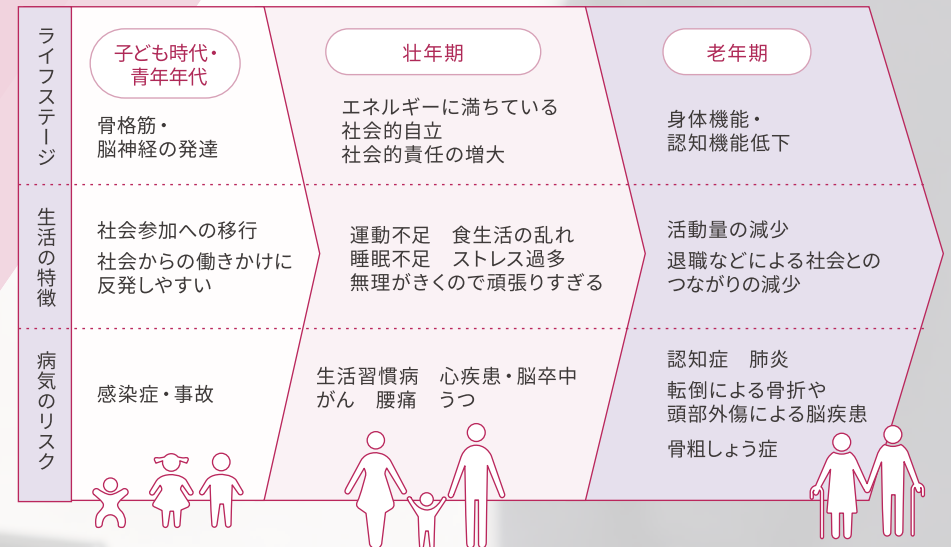 ライフステージ
子ども時代・
青年年代
骨格筋・
脳神経の発達
壮年期
エネルギーに満ちている
社会的自立
社会的責任の増大
老年期
身体機能・
認知機能低下
生活の特徴
社会参加への移行
社会からの働きかけに
反発しやすい
運動不足　食生活の乱れ
睡眠不足　ストレス過多
無理がきくので頑張りすぎる
活動量の減少
退職などによる社会との
つながりの減少
病気のリスク
感染症・事故
生活習慣病　心疾患・脳卒中
がん　腰痛　うつ
認知症　肺炎
転倒による骨折や
頭部外傷による脳疾患
骨粗しょう症